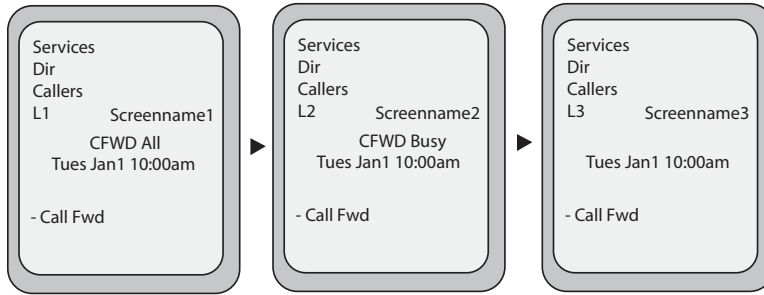 Services
Dir
Callers
L1 Screenname1
CFWD All
Tues Jan1 10:00am
- Call Fwd
Services
Dir
Callers
L2 Screenname2
CFWD Busy
Tues Jan1 10:00am
- Call Fwd
Services
Dir
Callers
L3 Screenname3
Tues Jan1 10:00am
- Call Fwd